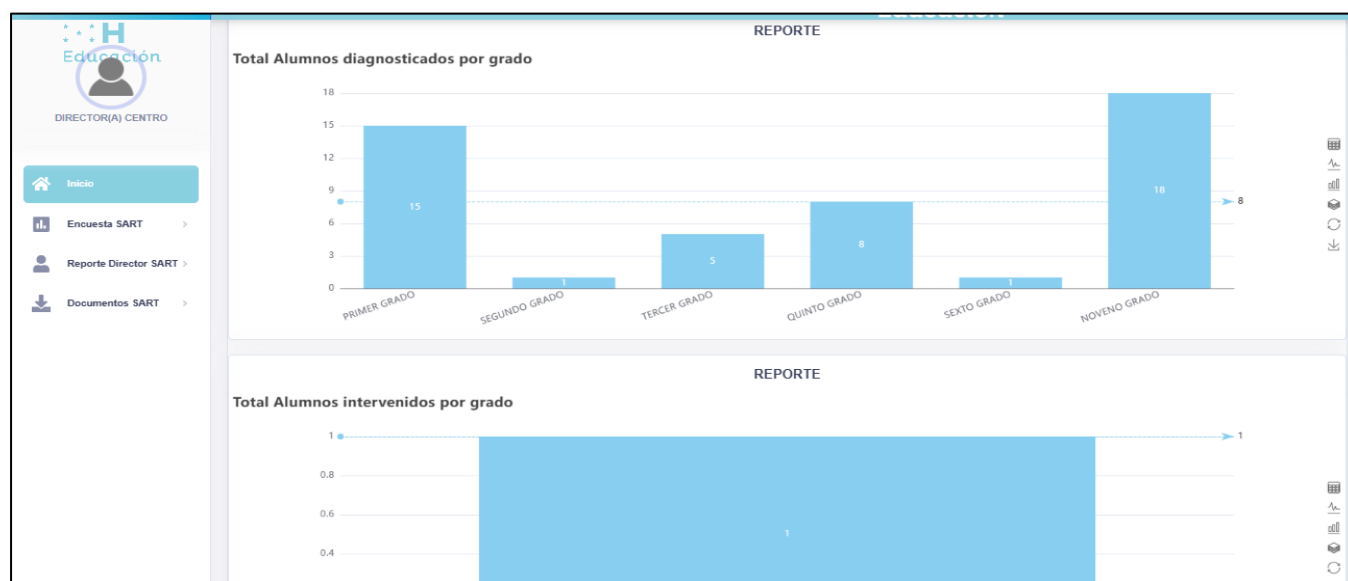 H
Educación
DIRECTOR(A) CENTRO
Inicio
Encuesta SART
Reporte Director SART
Documentos SART
Educación
REPORTE
Total Alumnos diagnosticados por grado
18
15
12
9
6
3
0
15
1
5
8
1
18
8
PRIMER GRADO
SEGUNDO GRADO
TERCER GRADO
QUINTO GRADO
SEXTO GRADO
NOVENO GRADO
REPORTE
Total Alumnos intervenidos por grado
1
0.8
0.6
0.4
1
1